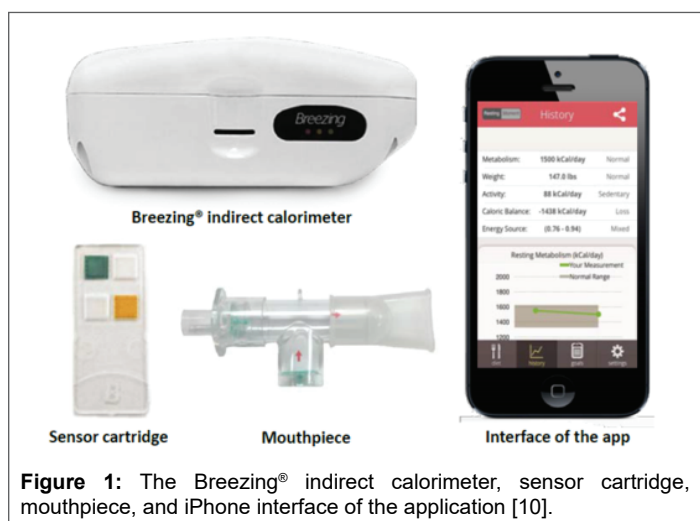 Breezing
Breezing® indirect calorimeter
Sensor cartridge
Mouthpiece
History
Metabolism: 1500 kCal/day Normal
Weight: 147.8 lbs Normal
Activity: 88 kCal/day Sedentary
Caloric Balance: -1438 kCal/day Loss
Energy Source: (0.76 - 0.94) Mixed
Resting Metabolism (kCal/day)
Your Measurement
Normal Range
2000
1800
1600
1400
1200
history
goals
settings
Interface of the app
Figure 1: The Breezing® indirect calorimeter, sensor cartridge,
mouthpiece, and iPhone interface of the application [10].